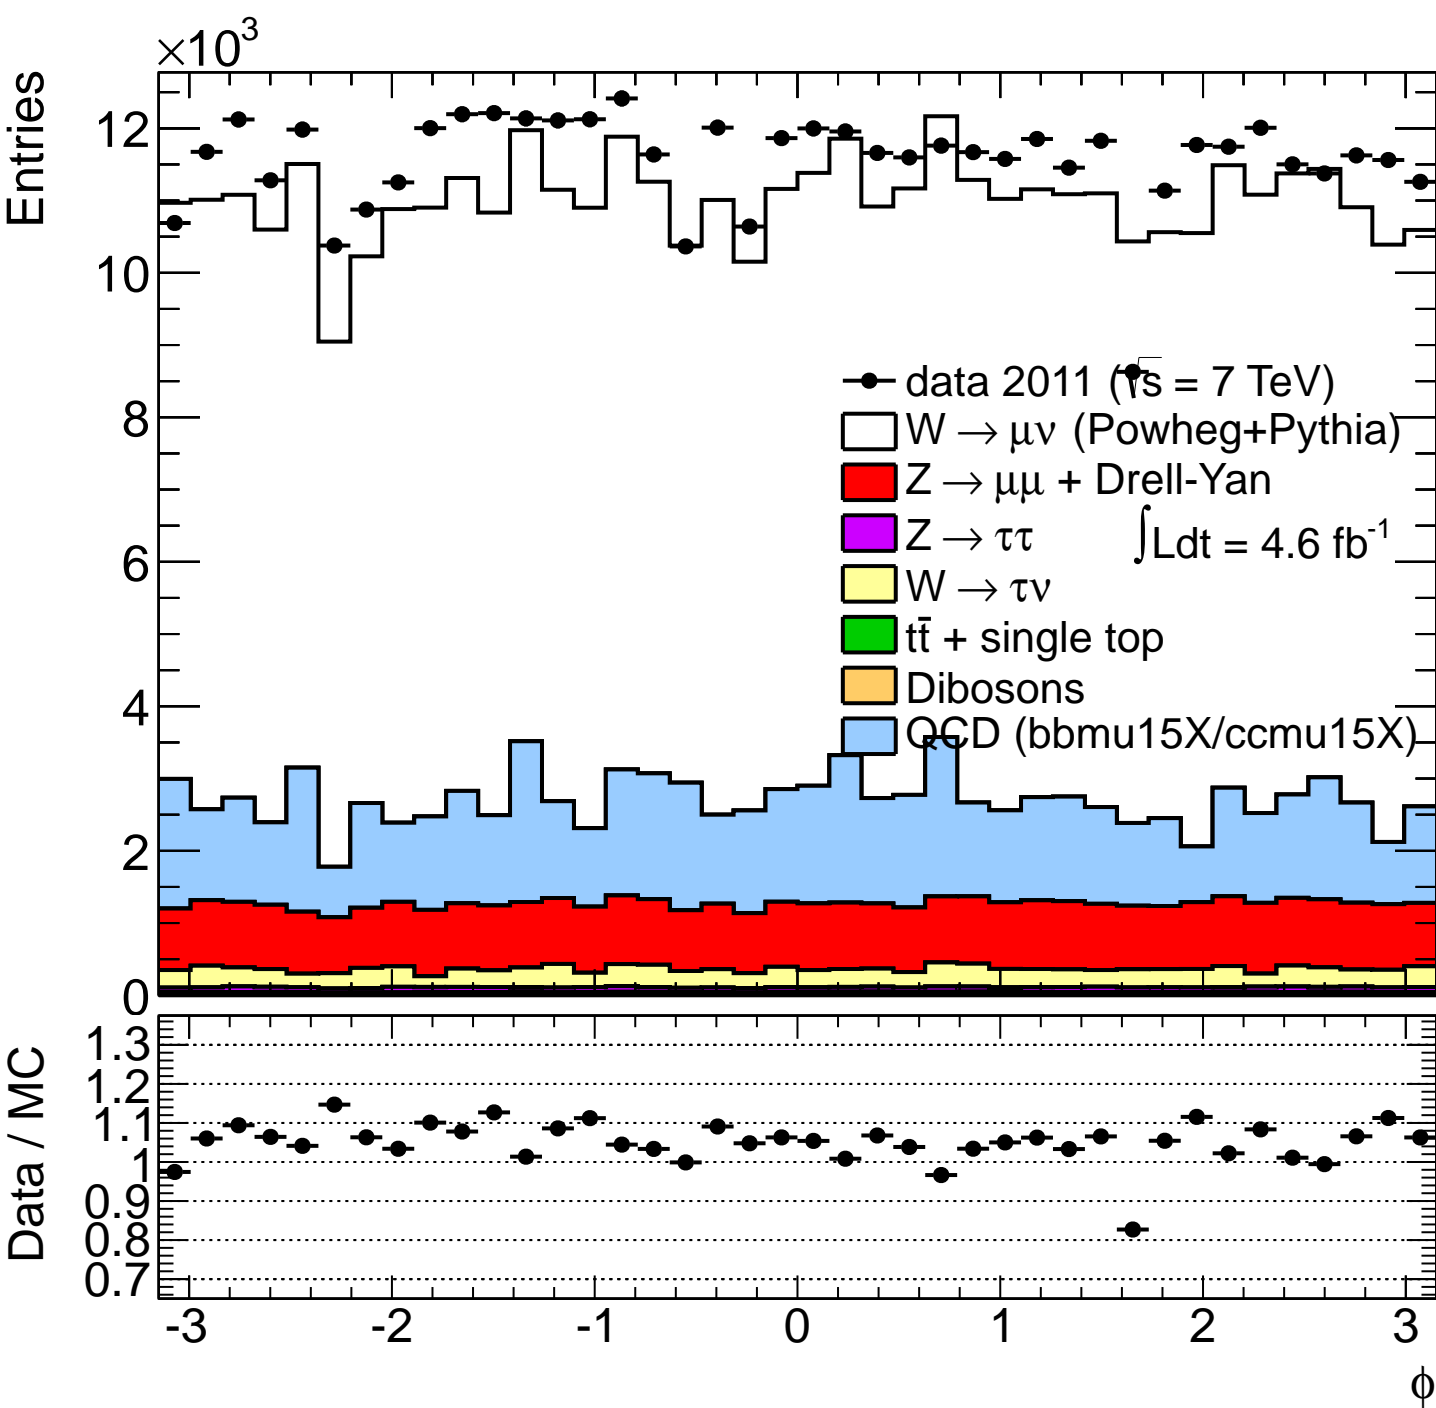 ×10³
Entries
12
10
8
6
4
2
0
data 2011 (√s = 7 TeV)
W → μν (Powheg+Pythia)
Z → μμ + Drell-Yan
Z → ττ
∫Ldt = 4.6 fb⁻¹
W → τν
tt̄ + single top
Dibosons
QCD (bbmu15X/ccmu15X)
Data / MC
1.3
1.2
1.1
1
0.9
0.8
0.7
-3 -2 -1 0 1 2 3
ϕ